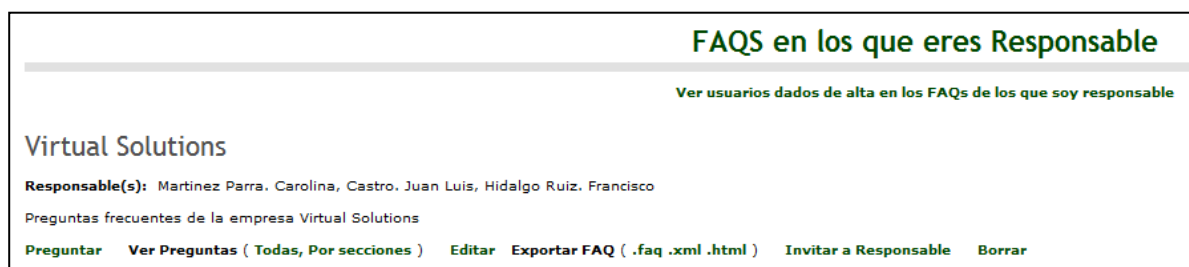 FAQS en los que eres Responsable
Ver usuarios dados de alta en los FAQs de los que soy responsable
Virtual Solutions
Responsable(s): Martinez Parra. Carolina, Castro. Juan Luis, Hidalgo Ruiz. Francisco
Preguntas frecuentes de la empresa Virtual Solutions
Preguntar Ver Preguntas ( Todas, Por secciones ) Editar Exportar FAQ ( .faq .xml .html ) Invitar a Responsable Borrar